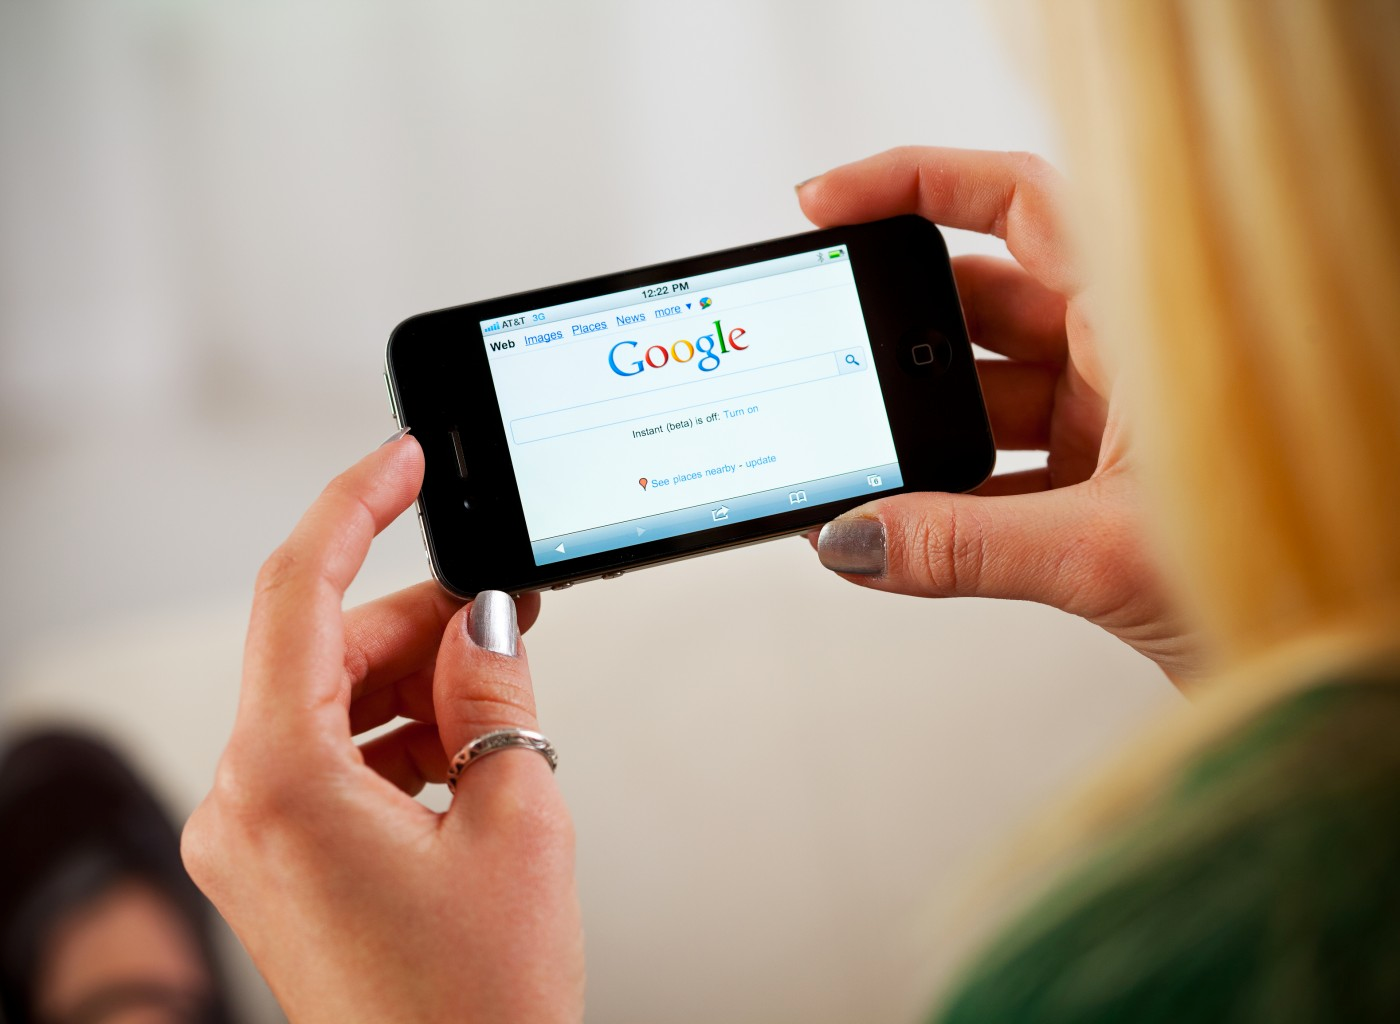 AT&T 3G 12:22 PM
Web Images Places News more ▼
Google
Instant (beta) is off: Turn on
See places nearby - update
6